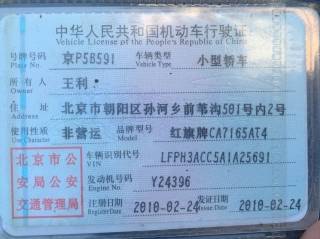 中华人民共和国机动车行驶证
Vehicle License of the People's Republic of China
号牌号码 京P5B591 车辆类型 小型轿车
Plate No. Vehicle Type
所有人 王利
Owner
住址 北京市朝阳区孙河乡前苇沟501号内2号
Address
使用性质 非营运 品牌型号 红旗牌CA7165AT4
Use Character Model
北京市公安局公安交通管理局
车辆识别代号 LFPH3ACC5A1A25691
VIN
发动机号码 Y24396
Engine No.
注册日期 2010-02-24 发证日期 2010-02-24
Register Date Issue Date